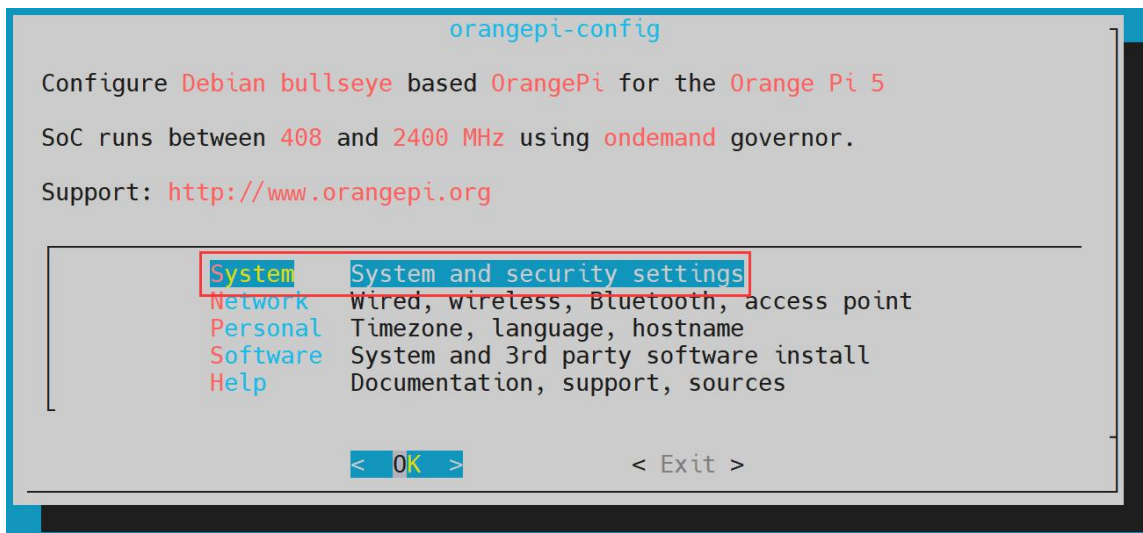 orangepi-config
Configure Debian bullseye based OrangePi for the Orange Pi 5
SoC runs between 408 and 2400 MHz using ondemand governor.
Support: http://www.orangepi.org
System System and security settings
Network Wired, wireless, Bluetooth, access point
Personal Timezone, language, hostname
Software System and 3rd party software install
Help Documentation, support, sources
< OK > < Exit >